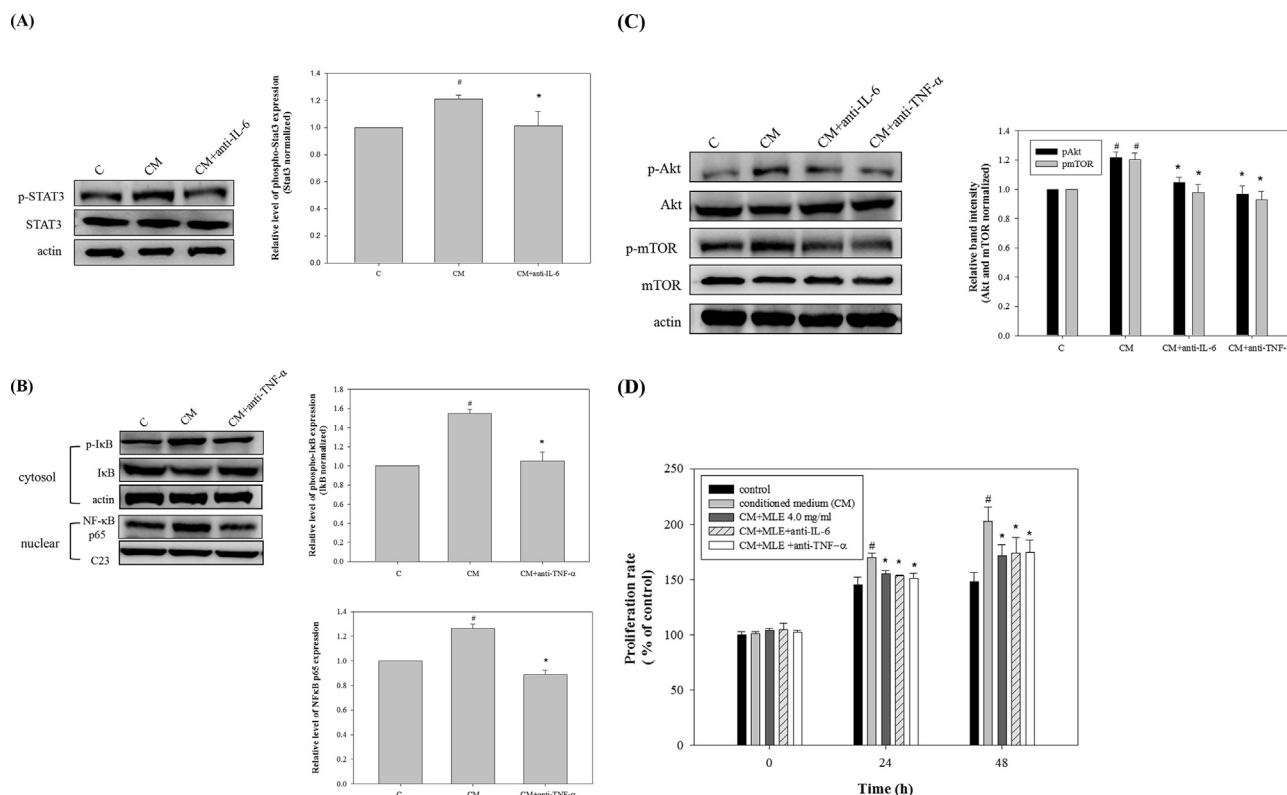 (A)
C
CM
CM+anti-IL-6
p-STAT3
STAT3
actin
Relative level of phospho-Stat3 expression
(Stat3 normalized)
1.4
1.2
1.0
0.8
0.6
0.4
0.2
0.0
#
*
C
CM
CM+anti-IL-6
(B)
C
CM
CM+anti-TNF-α
cytosol
p-IκB
IκB
actin
nuclear
NF-κB
p65
C23
Relative level of phospho-IκB expression
(IkB normalized)
1.6
1.4
1.2
1.0
0.8
0.6
0.4
0.2
0.0
#
*
C
CM
CM+anti-TNF-α
Relative level of NFκB p65 expression
1.4
1.2
1.0
0.8
0.6
0.4
0.2
0.0
#
*
C
CM
CM+anti-TNF-α
(C)
C
CM
CM+anti-IL-6
CM+anti-TNF-α
p-Akt
Akt
p-mTOR
mTOR
actin
Relative band intensity
(Akt and mTOR normalized)
1.4
1.2
1.0
0.8
0.6
0.4
0.2
0.0
pAkt
pmTOR
# #
* *
* *
C
CM
CM+anti-IL-6
CM+anti-TNF-
(D)
Proliferation rate
( % of control)
250
200
150
100
50
0
control
conditioned medium (CM)
CM+MLE 4.0 mg/ml
CM+MLE+anti-IL-6
CM+MLE +anti-TNF-α
#
* * *
#
* * *
0
24
48
Time (h)